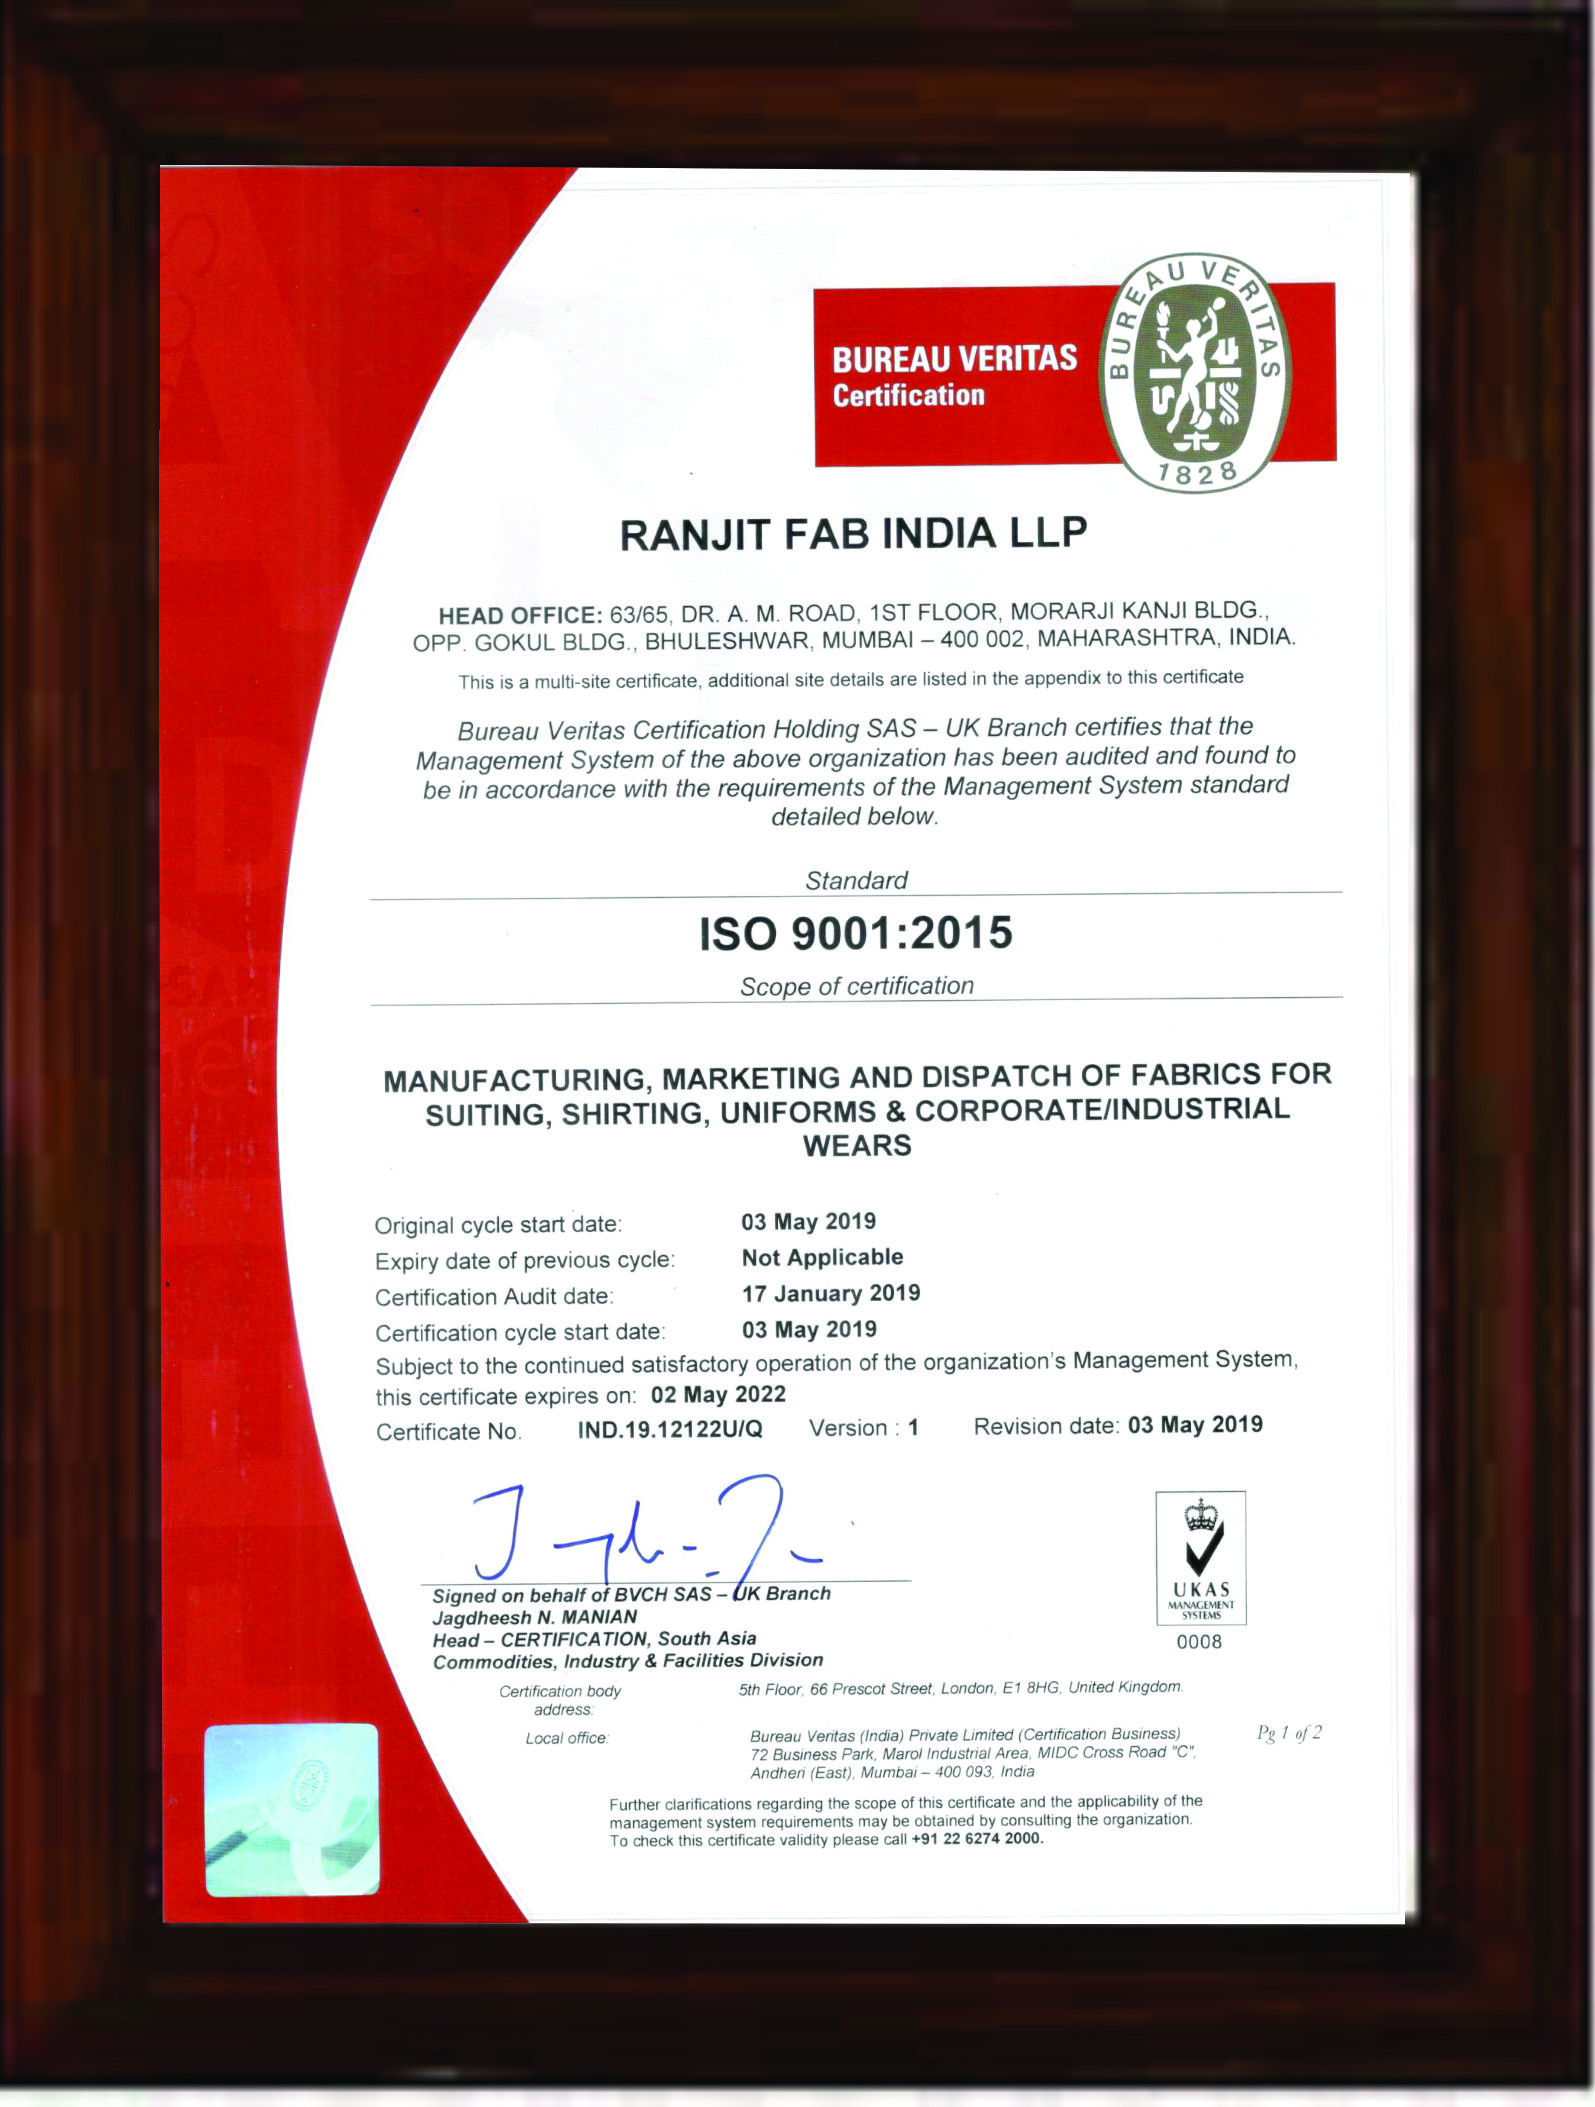 BUREAU VERITAS
Certification
BUREAU VERITAS
1828
RANJIT FAB INDIA LLP
HEAD OFFICE: 63/65, DR. A. M. ROAD, 1ST FLOOR, MORARJI KANJI BLDG.,
OPP. GOKUL BLDG., BHULESHWAR, MUMBAI – 400 002, MAHARASHTRA, INDIA.
This is a multi-site certificate, additional site details are listed in the appendix to this certificate
Bureau Veritas Certification Holding SAS – UK Branch certifies that the
Management System of the above organization has been audited and found to
be in accordance with the requirements of the Management System standard
detailed below.
Standard
ISO 9001:2015
Scope of certification
MANUFACTURING, MARKETING AND DISPATCH OF FABRICS FOR
SUITING, SHIRTING, UNIFORMS & CORPORATE/INDUSTRIAL
WEARS
Original cycle start date: 03 May 2019
Expiry date of previous cycle: Not Applicable
Certification Audit date: 17 January 2019
Certification cycle start date: 03 May 2019
Subject to the continued satisfactory operation of the organization's Management System,
this certificate expires on: 02 May 2022
Certificate No. IND.19.12122U/Q Version : 1 Revision date: 03 May 2019
Signed on behalf of BVCH SAS – UK Branch
Jagdheesh N. MANIAN
Head – CERTIFICATION, South Asia
Commodities, Industry & Facilities Division
UKAS
MANAGEMENT
SYSTEMS
0008
Certification body
address: 5th Floor, 66 Prescot Street, London, E1 8HG, United Kingdom.
Local office: Bureau Veritas (India) Private Limited (Certification Business)
72 Business Park, Marol Industrial Area, MIDC Cross Road "C",
Andheri (East), Mumbai – 400 093, India
Pg 1 of 2
Further clarifications regarding the scope of this certificate and the applicability of the
management system requirements may be obtained by consulting the organization.
To check this certificate validity please call +91 22 6274 2000.